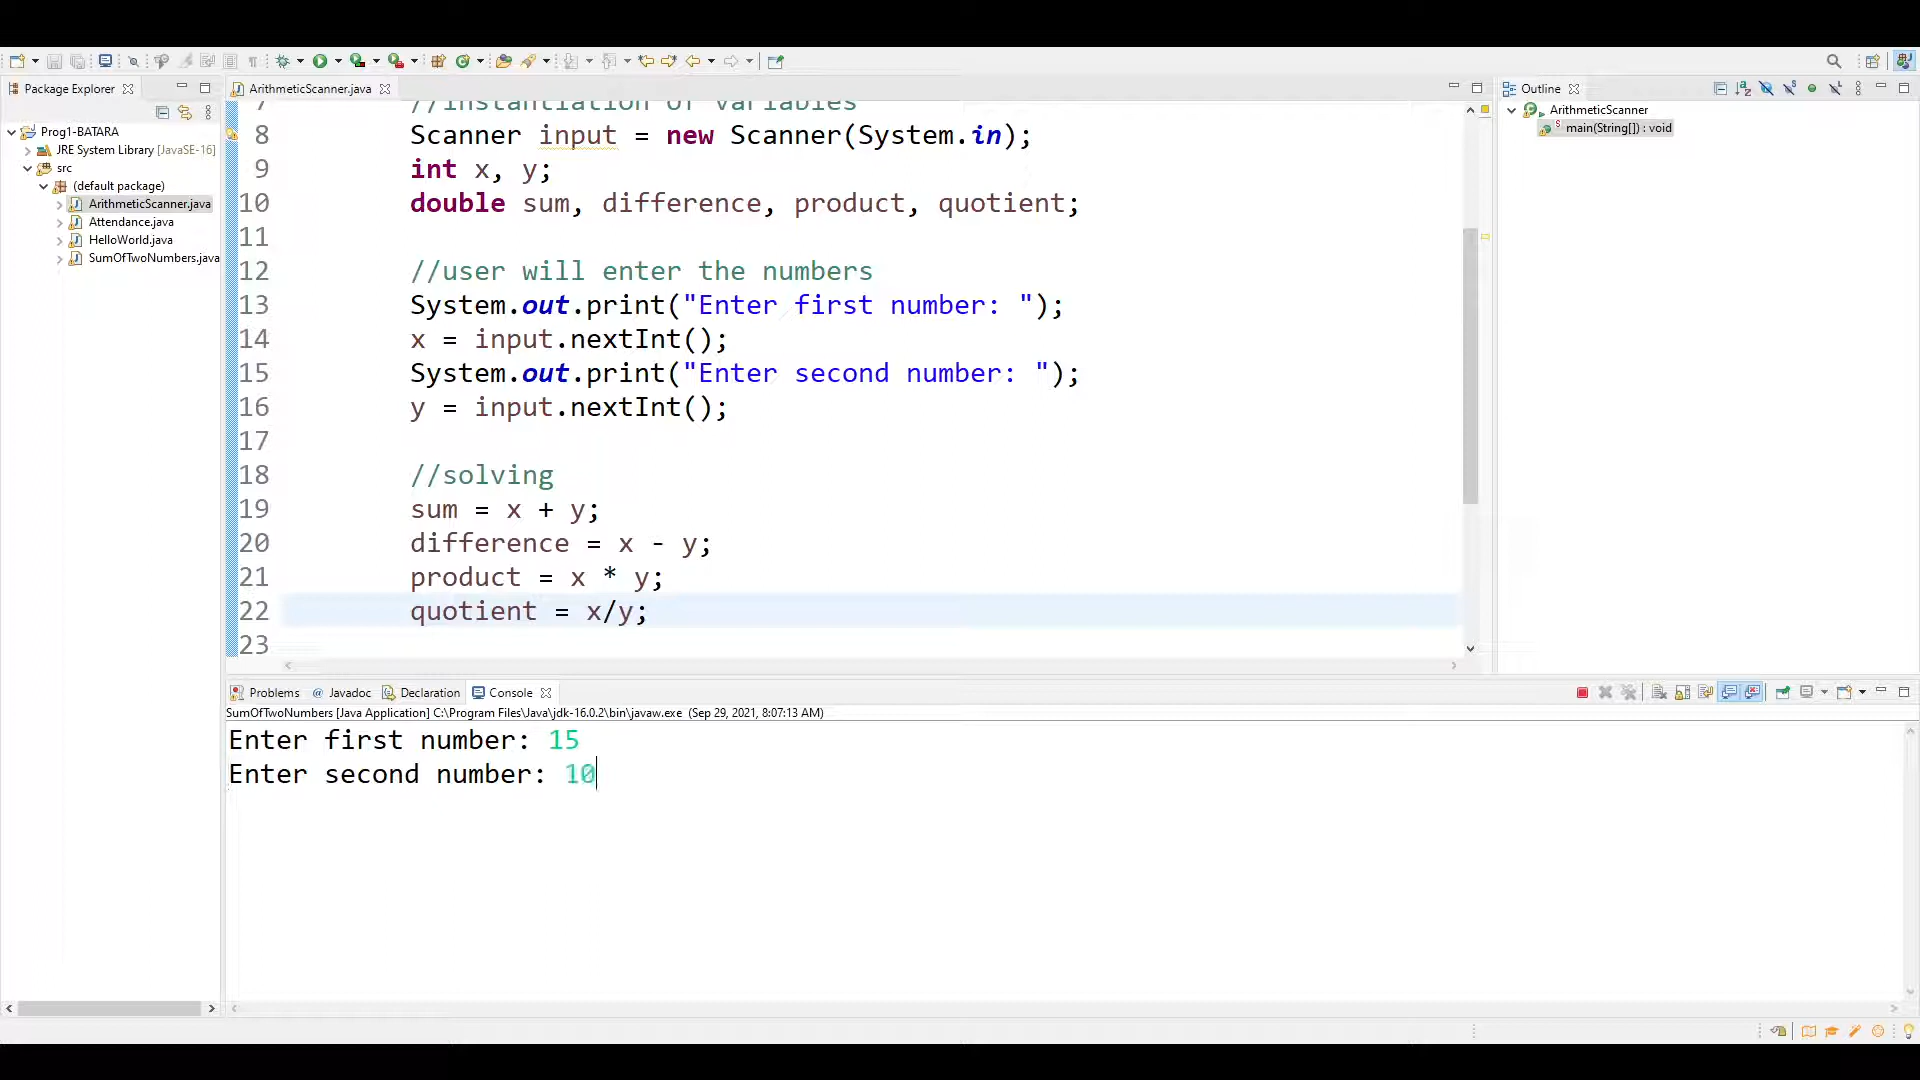 Package Explorer
Prog1-BATARA
JRE System Library [JavaSE-16]
src
(default package)
ArithmeticScanner.java
Attendance.java
HelloWorld.java
SumOfTwoNumbers.java
ArithmeticScanner.java
7 //instantiation of variables
8 Scanner input = new Scanner(System.in);
9 int x, y;
10 double sum, difference, product, quotient;
11
12 //user will enter the numbers
13 System.out.print("Enter first number: ");
14 x = input.nextInt();
15 System.out.print("Enter second number: ");
16 y = input.nextInt();
17
18 //solving
19 sum = x + y;
20 difference = x - y;
21 product = x * y;
22 quotient = x/y;
23
Outline
ArithmeticScanner
main(String[]) : void
Problems @ Javadoc Declaration Console
SumOfTwoNumbers [Java Application] C:\Program Files\Java\jdk-16.0.2\bin\javaw.exe (Sep 29, 2021, 8:07:13 AM)
Enter first number: 15
Enter second number: 10